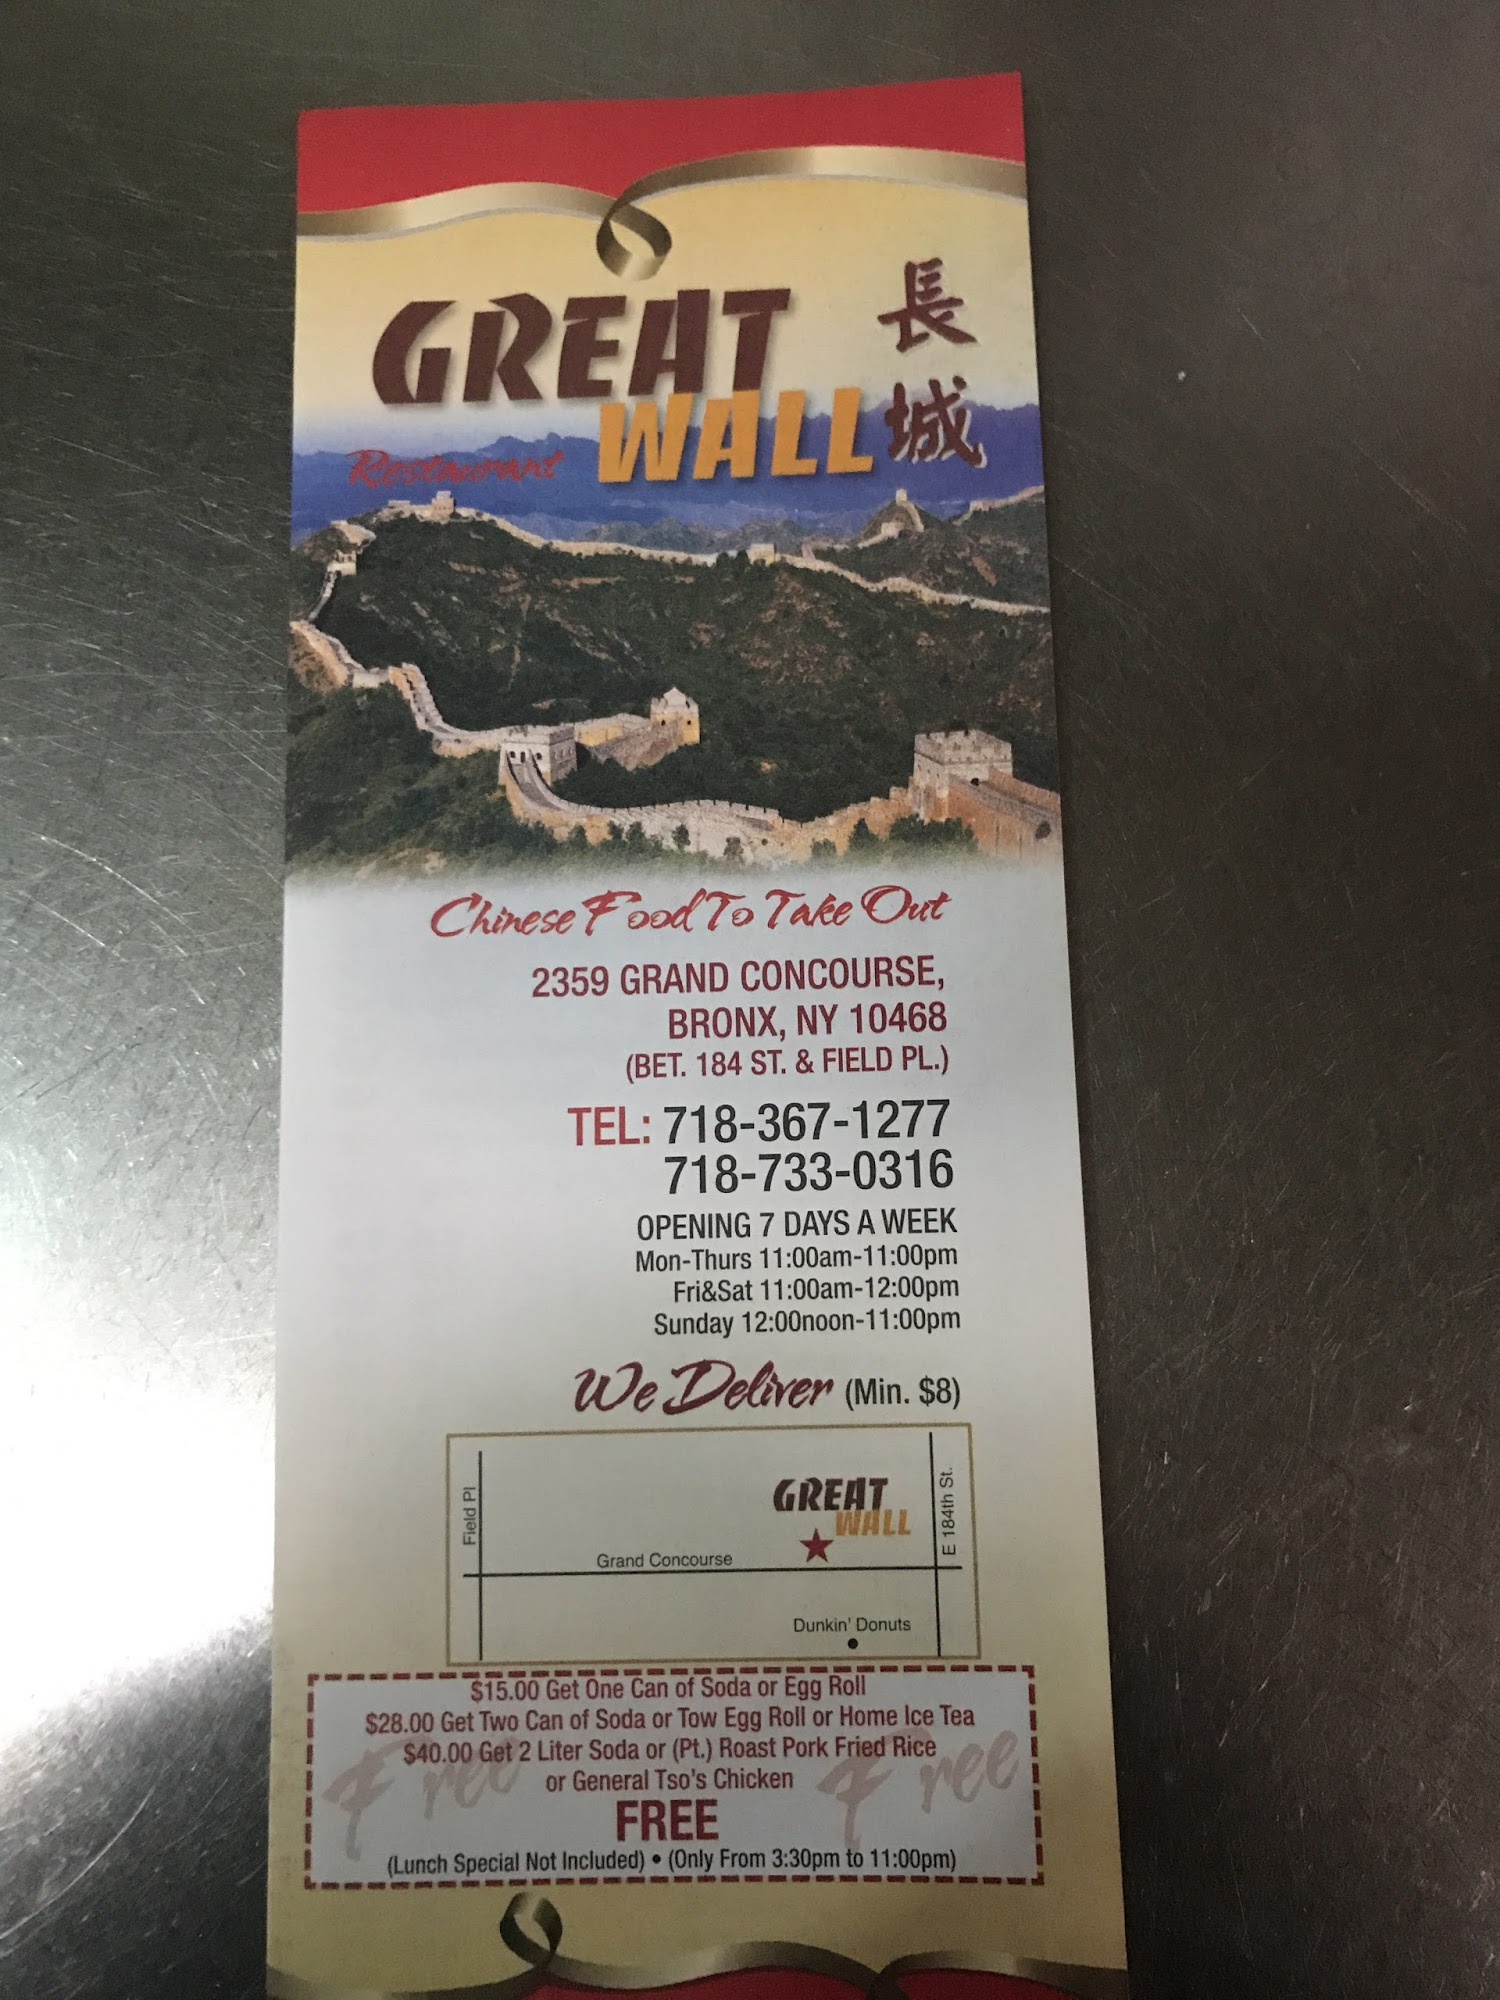 GREAT
WALL
Restaurant
長
城
Chinese Food To Take Out
2359 GRAND CONCOURSE,
BRONX, NY 10468
(BET. 184 ST. & FIELD PL.)
TEL: 718-367-1277
718-733-0316
OPENING 7 DAYS A WEEK
Mon-Thurs 11:00am-11:00pm
Fri&Sat 11:00am-12:00pm
Sunday 12:00noon-11:00pm
We Deliver (Min. $8)
Field Pl
GREAT
WALL
E 184th St.
Grand Concourse
Dunkin' Donuts
$15.00 Get One Can of Soda or Egg Roll
$28.00 Get Two Can of Soda or Tow Egg Roll or Home Ice Tea
$40.00 Get 2 Liter Soda or (Pt.) Roast Pork Fried Rice
or General Tso's Chicken
Free Free
FREE
(Lunch Special Not Included) • (Only From 3:30pm to 11:00pm)